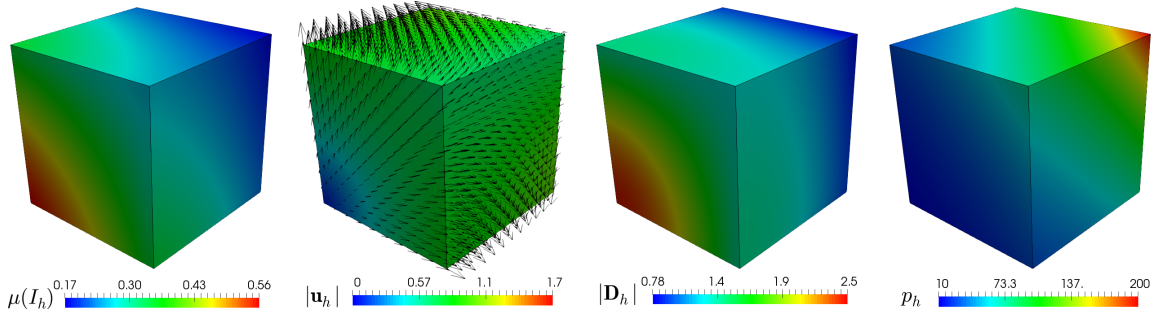 μ(I_h) 0.17 0.30 0.43 0.56
|u_h| 0 0.57 1.1 1.7
|D_h| 0.78 1.4 1.9 2.5
p_h 10 73.3 137. 200